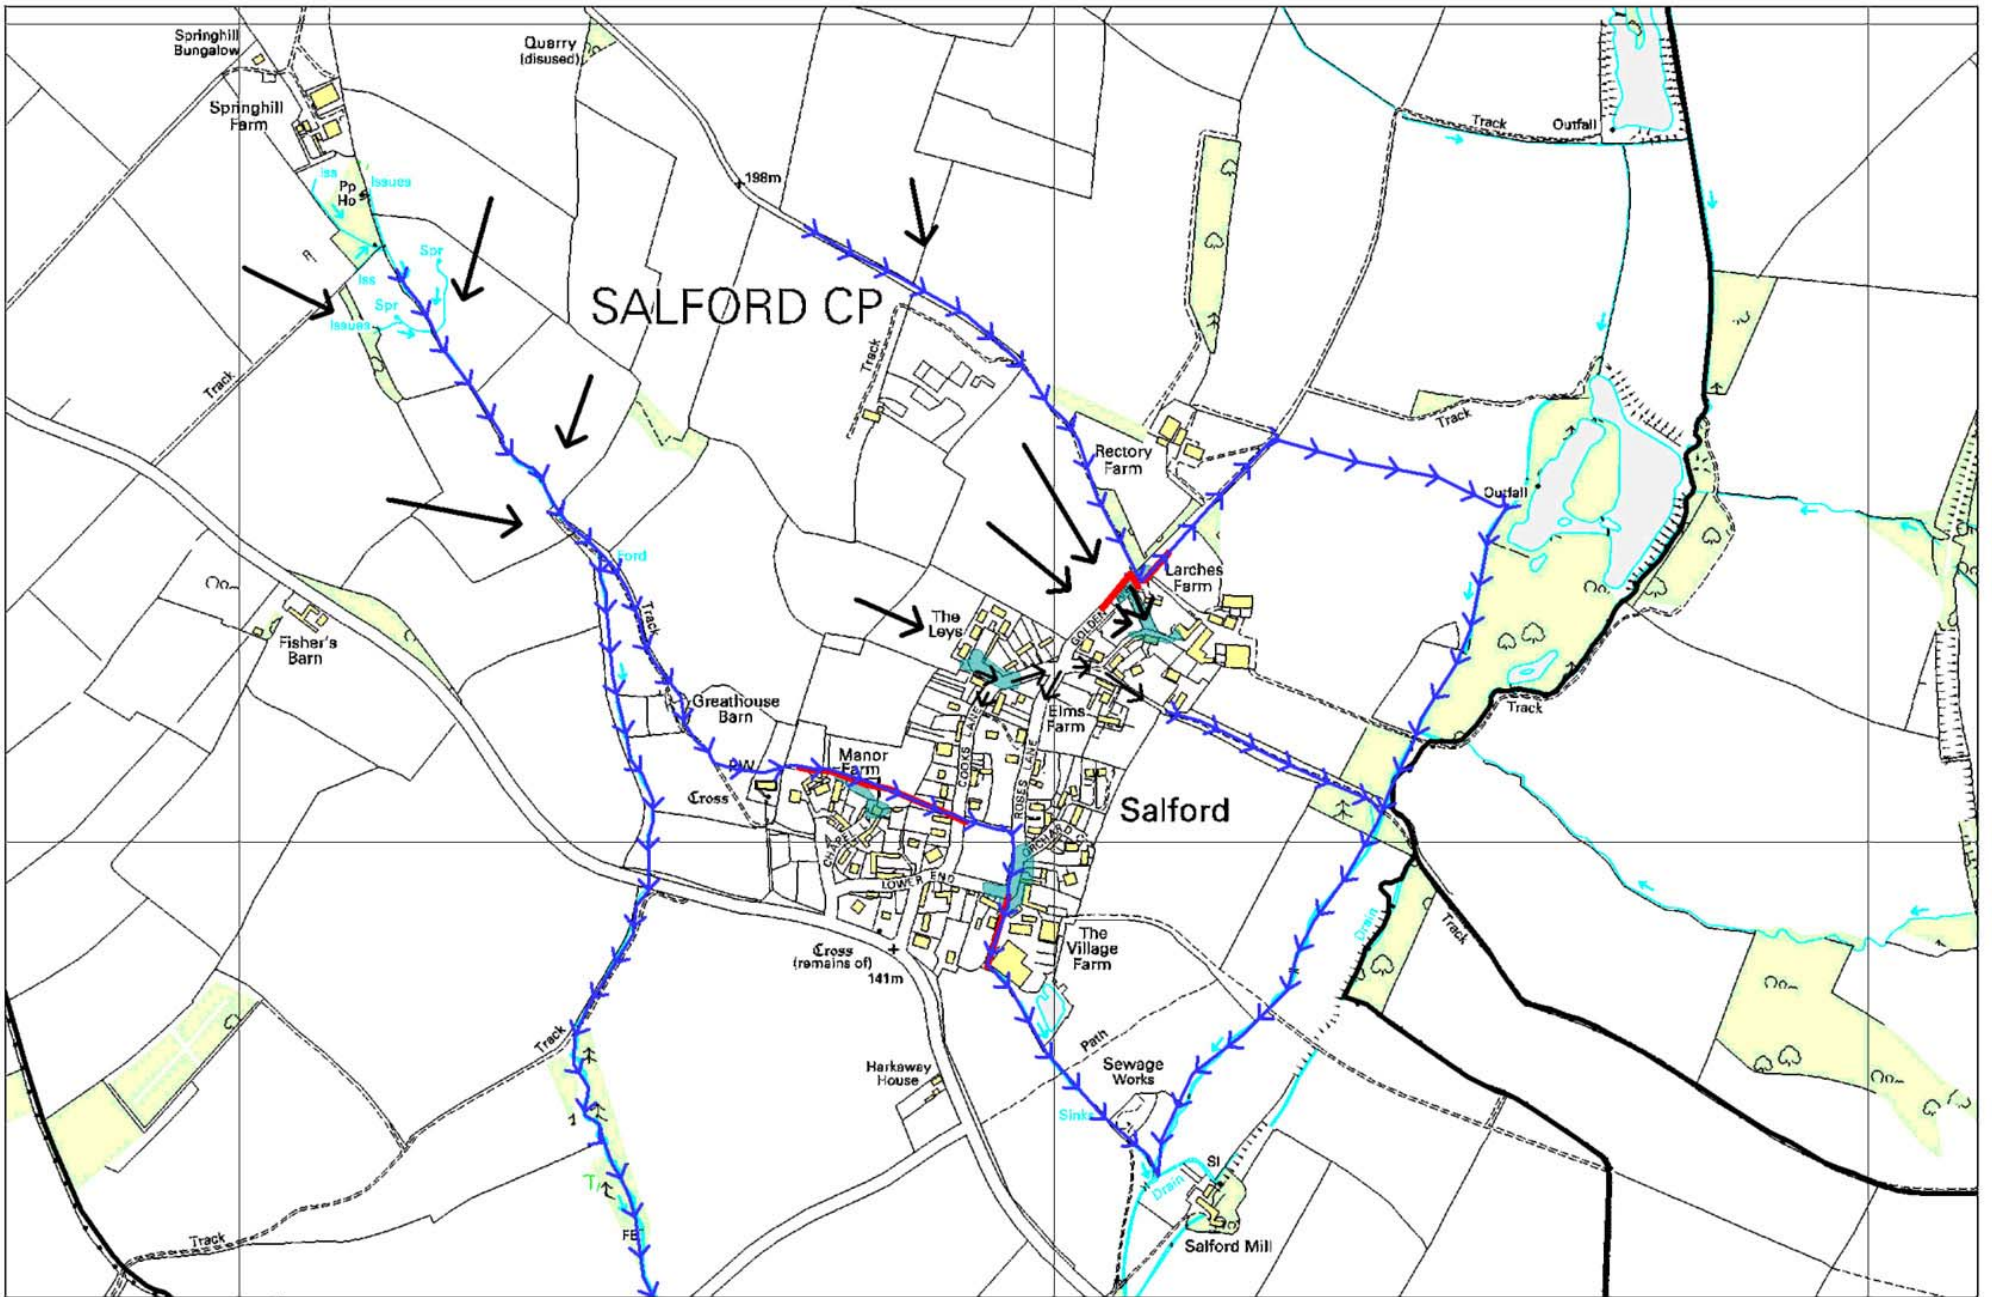 Springhill
Bungalow
Quarry
(disused)
Springhill
Farm
Track
Outfall
Iss
Issues
Pp
Ho
198m
Spr
Iss
Spr
Issues
SALFORD CP
Track
Track
Track
Rectory
Farm
Outfall
Ford
Larches
Farm
Track
The
Leys
GOLDEN
Fisher's
Barn
Greathouse
Barn
Elms
Farm
Track
COOKS LANE
ROSES LANE
Manor
Farm
Cross
Salford
ORCHARD
LOWER END
Drain
Track
The
Village
Farm
Cross
(remains of)
141m
Track
Path
Harkaway
House
Sewage
Works
Sinks
Sl
Drain
FB
Track
Salford Mill